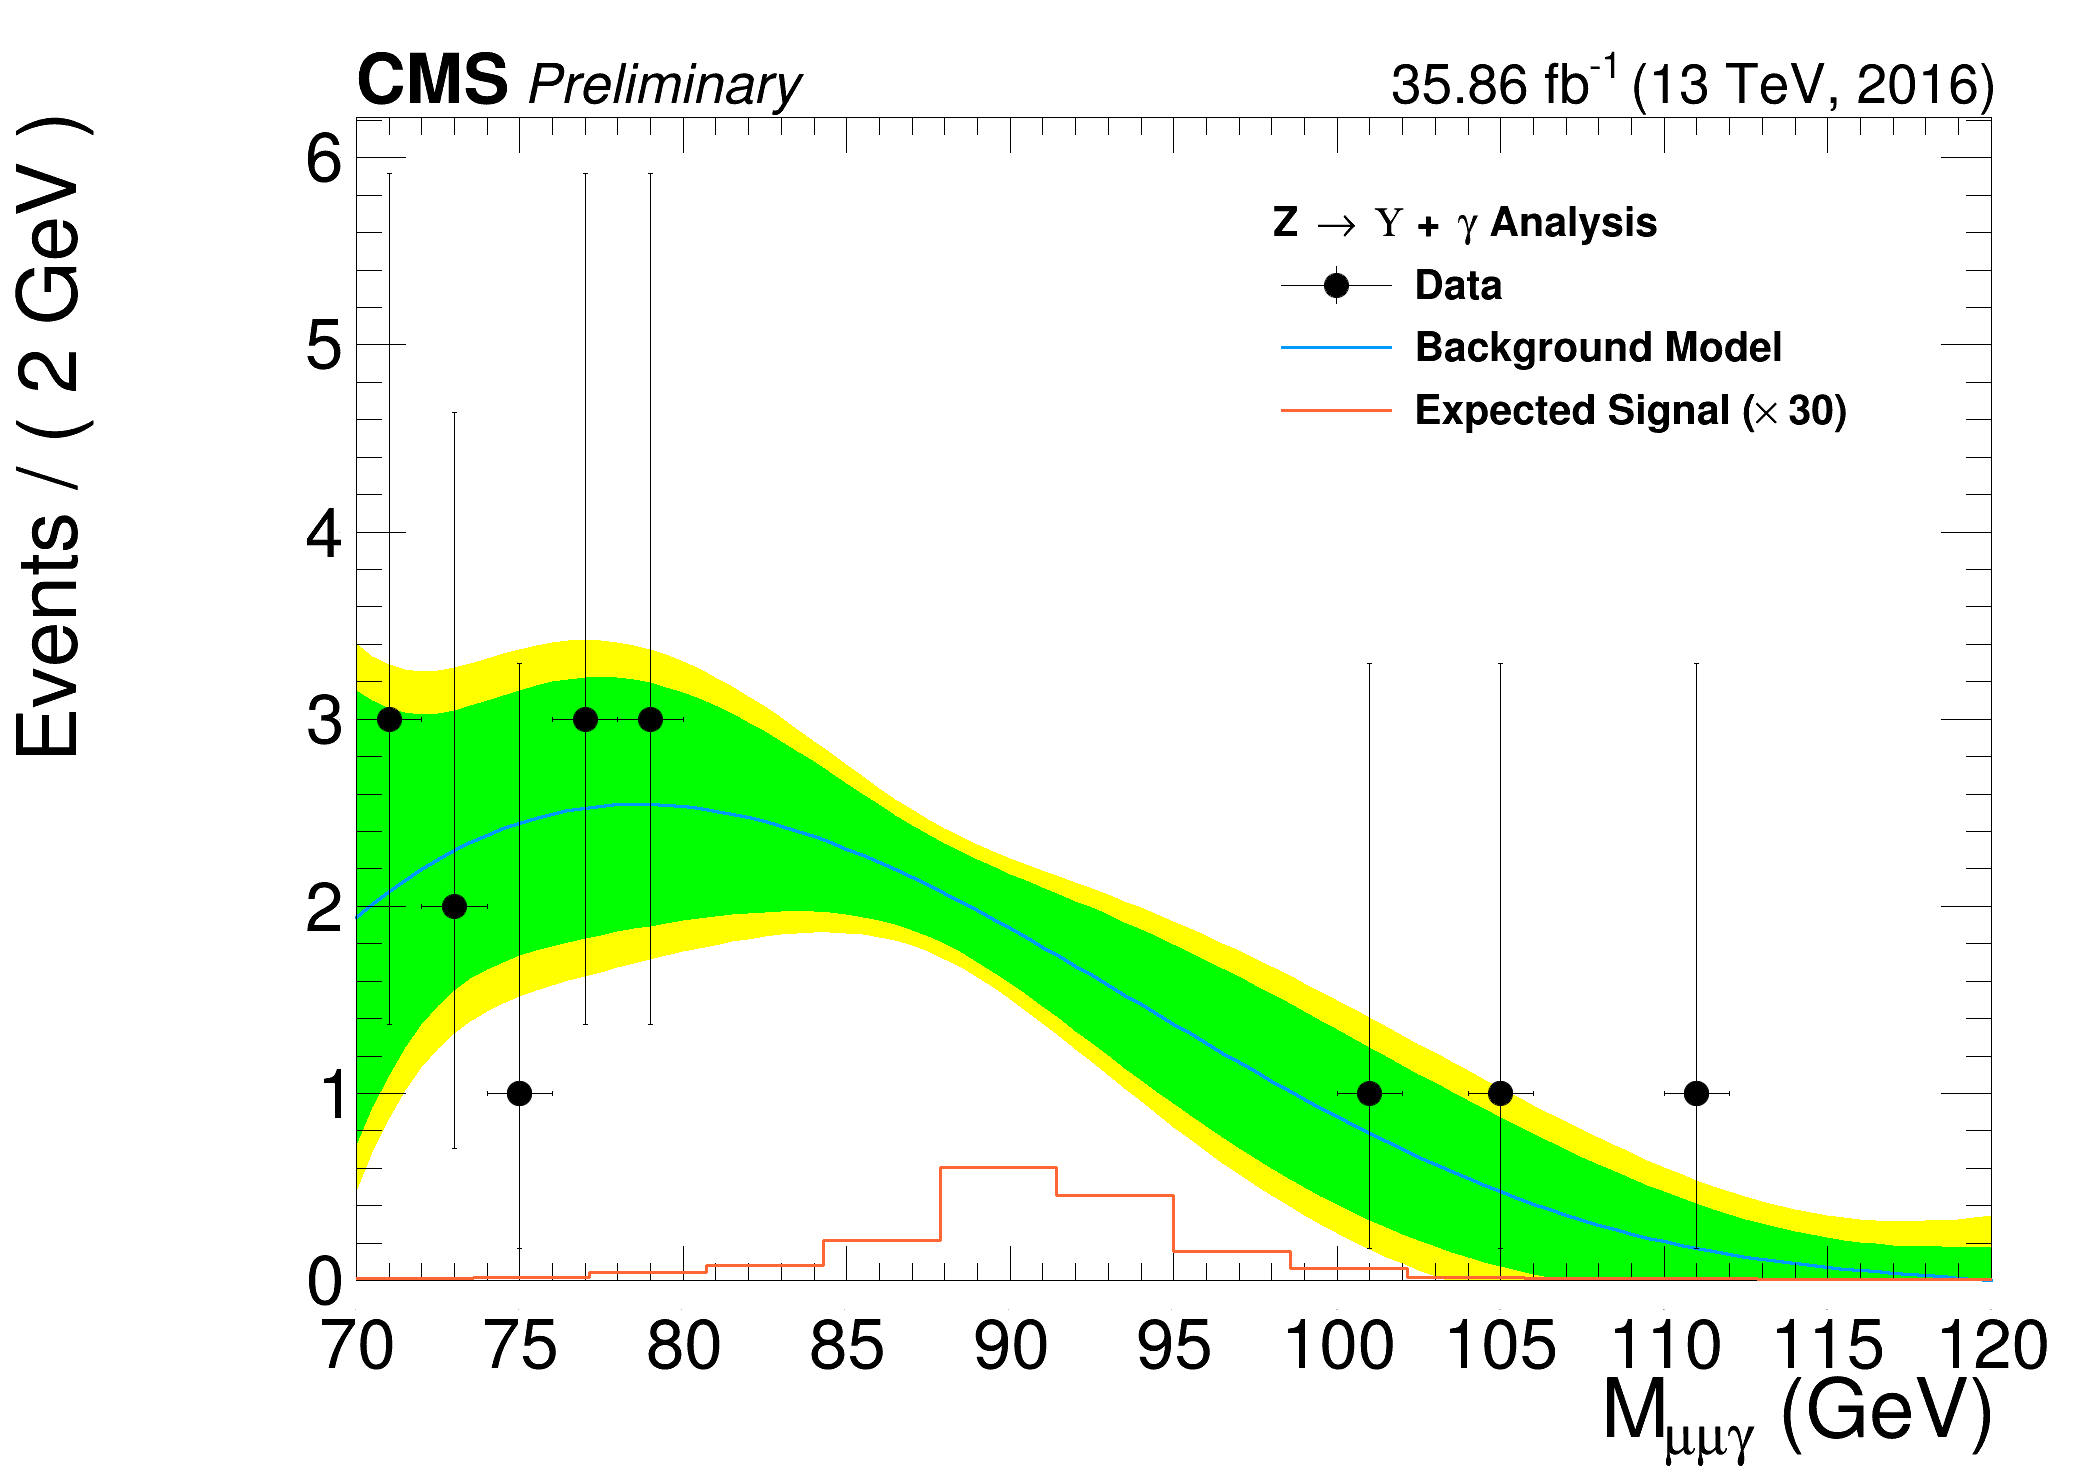 CMS Preliminary
35.86 fb-1 (13 TeV, 2016)
Events / ( 2 GeV )
6
5
4
3
2
1
0
Z → Υ + γ Analysis
Data
Background Model
Expected Signal (× 30)
70 75 80 85 90 95 100 105 110 115 120
Mμμγ (GeV)